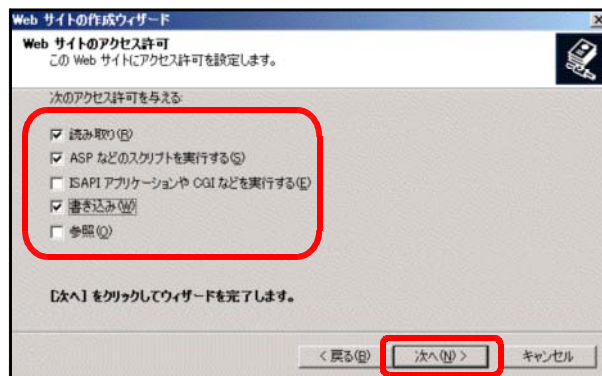 Web サイトの作成ウィザード
Web サイトのアクセス許可
この Web サイトにアクセス許可を設定します。
次のアクセス許可を与える:
読み取り(R)
ASP などのスクリプトを実行する(S)
ISAPI アプリケーションや CGI などを実行する(E)
書き込み(W)
参照(O)
[次へ] をクリックしてウィザードを完了します。
< 戻る(B) 次へ(N) > キャンセル